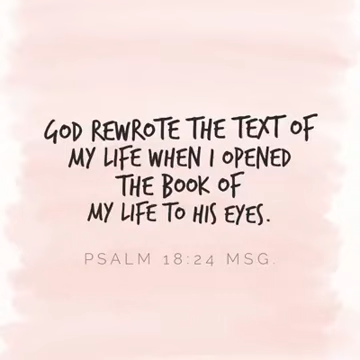 GOD REWROTE THE TEXT OF
MY LIFE WHEN I OPENED
THE BOOK OF
MY LIFE TO HIS EYES.
PSALM 18:24 MSG.